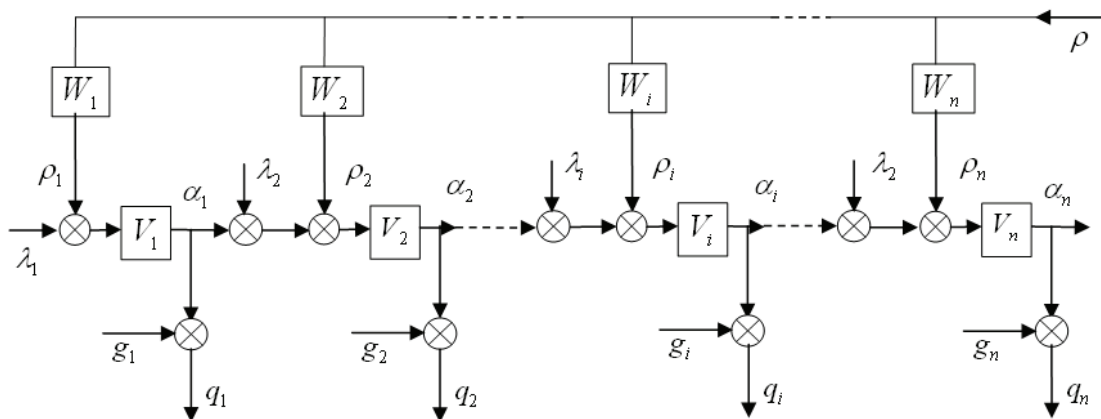 ρ
W₁ W₂ Wᵢ Wₙ
ρ₁ α₁ λ₂ ρ₂ α₂ λᵢ ρᵢ αᵢ λ₂ ρₙ αₙ
V₁ V₂ Vᵢ Vₙ
λ₁
g₁ g₂ gᵢ gₙ
q₁ q₂ qᵢ qₙ